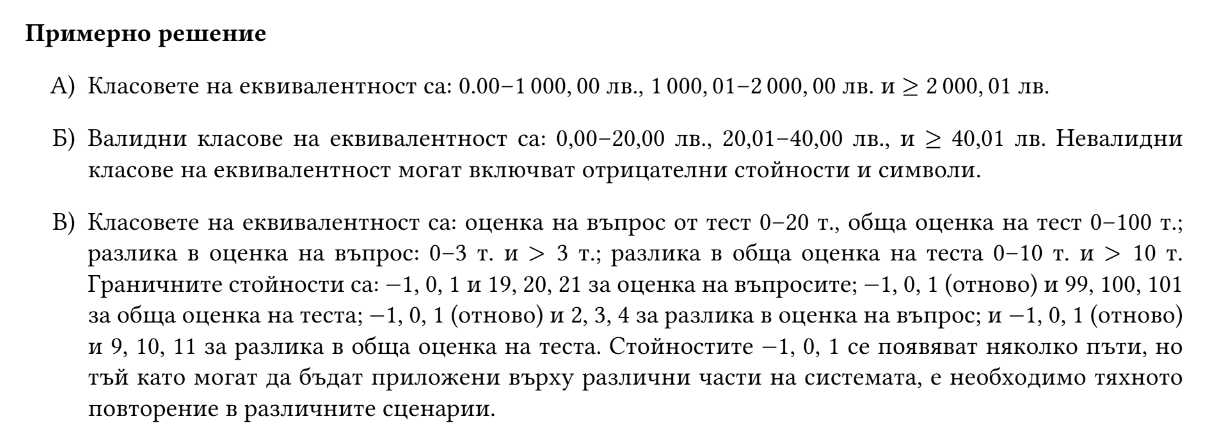 Примерно решение
А) Класовете на еквивалентност са: 0.00–1 000, 00 лв., 1 000, 01–2 000, 00 лв. и ≥ 2 000, 01 лв.
Б) Валидни класове на еквивалентност са: 0,00–20,00 лв., 20,01–40,00 лв., и ≥ 40,01 лв. Невалидни
класове на еквивалентност могат включват отрицателни стойности и символи.
В) Класовете на еквивалентност са: оценка на въпрос от тест 0–20 т., обща оценка на тест 0–100 т.;
разлика в оценка на въпрос: 0–3 т. и > 3 т.; разлика в обща оценка на теста 0–10 т. и > 10 т.
Граничните стойности са: −1, 0, 1 и 19, 20, 21 за оценка на въпросите; −1, 0, 1 (отново) и 99, 100, 101
за обща оценка на теста; −1, 0, 1 (отново) и 2, 3, 4 за разлика в оценка на въпрос; и −1, 0, 1 (отново)
и 9, 10, 11 за разлика в обща оценка на теста. Стойностите −1, 0, 1 се появяват няколко пъти, но
тъй като могат да бъдат приложени върху различни части на системата, е необходимо тяхното
повторение в различните сценарии.